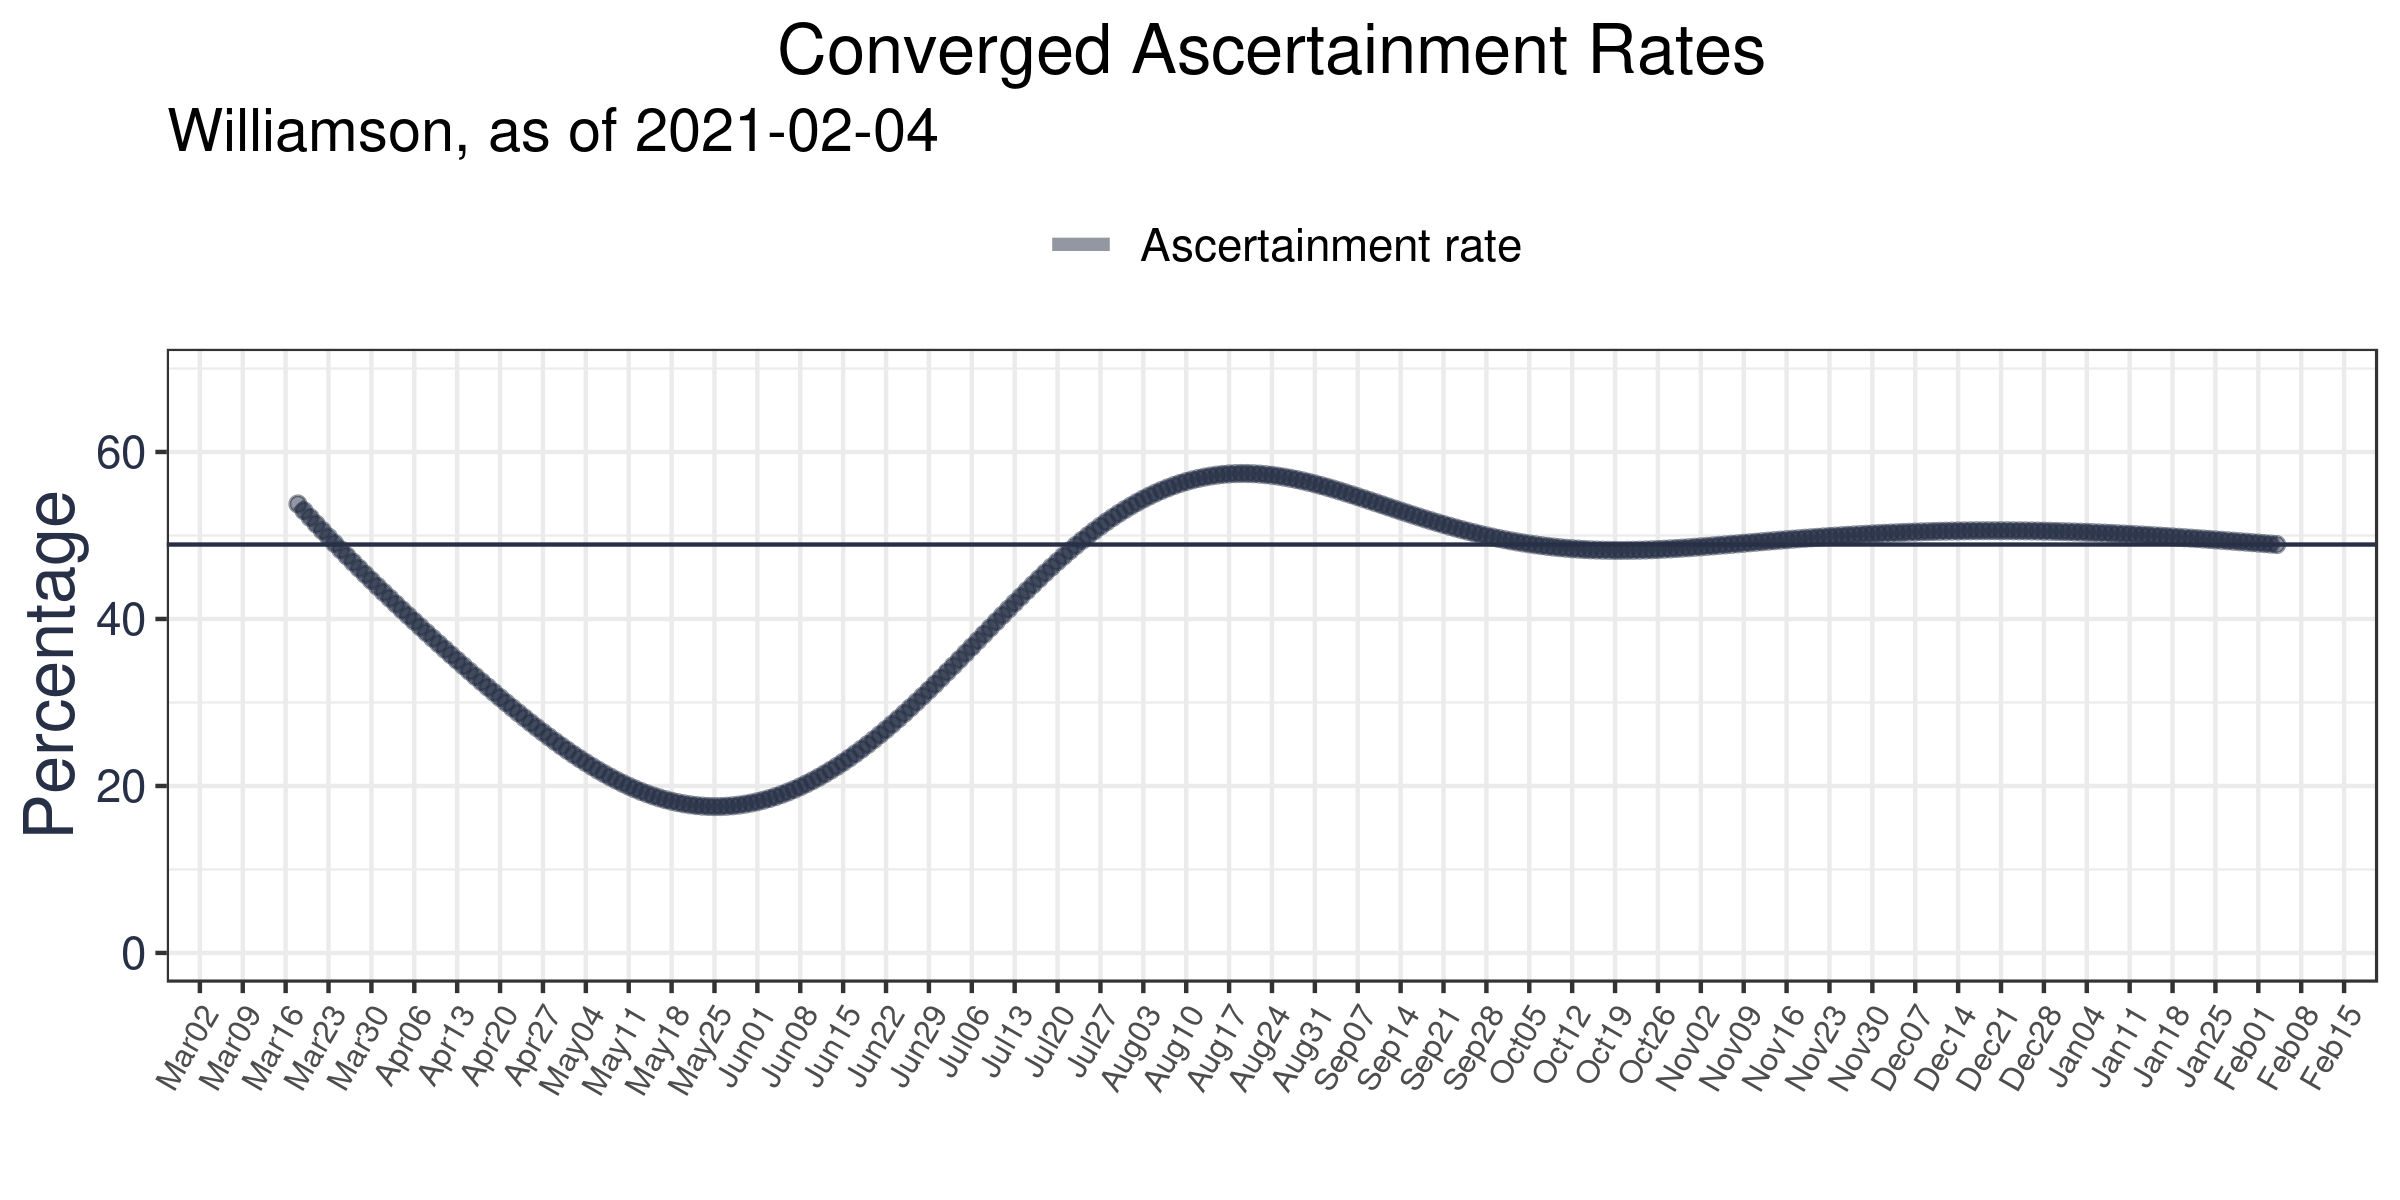 Converged Ascertainment Rates
Williamson, as of 2021-02-04
Ascertainment rate
Percentage
60
40
20
0
Mar02 Mar09 Mar16 Mar23 Mar30 Apr06 Apr13 Apr20 Apr27 May04 May11 May18 May25 Jun01 Jun08 Jun15 Jun22 Jun29 Jul06 Jul13 Jul20 Jul27 Aug03 Aug10 Aug17 Aug24 Aug31 Sep07 Sep14 Sep21 Sep28 Oct05 Oct12 Oct19 Oct26 Nov02 Nov09 Nov16 Nov23 Nov30 Dec07 Dec14 Dec21 Dec28 Jan04 Jan11 Jan18 Jan25 Feb01 Feb08 Feb15